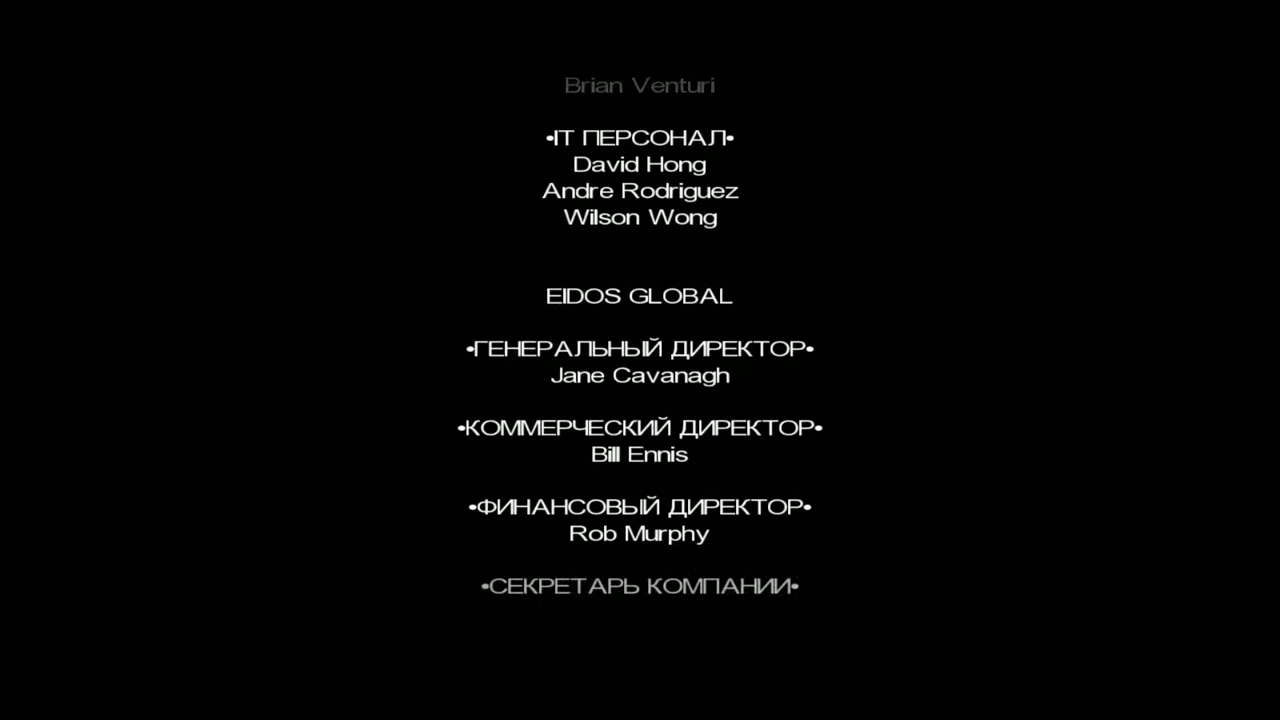 Brian Venturi
•IT ПЕРСОНАЛ•
David Hong
Andre Rodriguez
Wilson Wong
EIDOS GLOBAL
•ГЕНЕРАЛЬНЫЙ ДИРЕКТОР•
Jane Cavanagh
•КОММЕРЧЕСКИЙ ДИРЕКТОР•
Bill Ennis
•ФИНАНСОВЫЙ ДИРЕКТОР•
Rob Murphy
•СЕКРЕТАРЬ КОМПАНИИ•